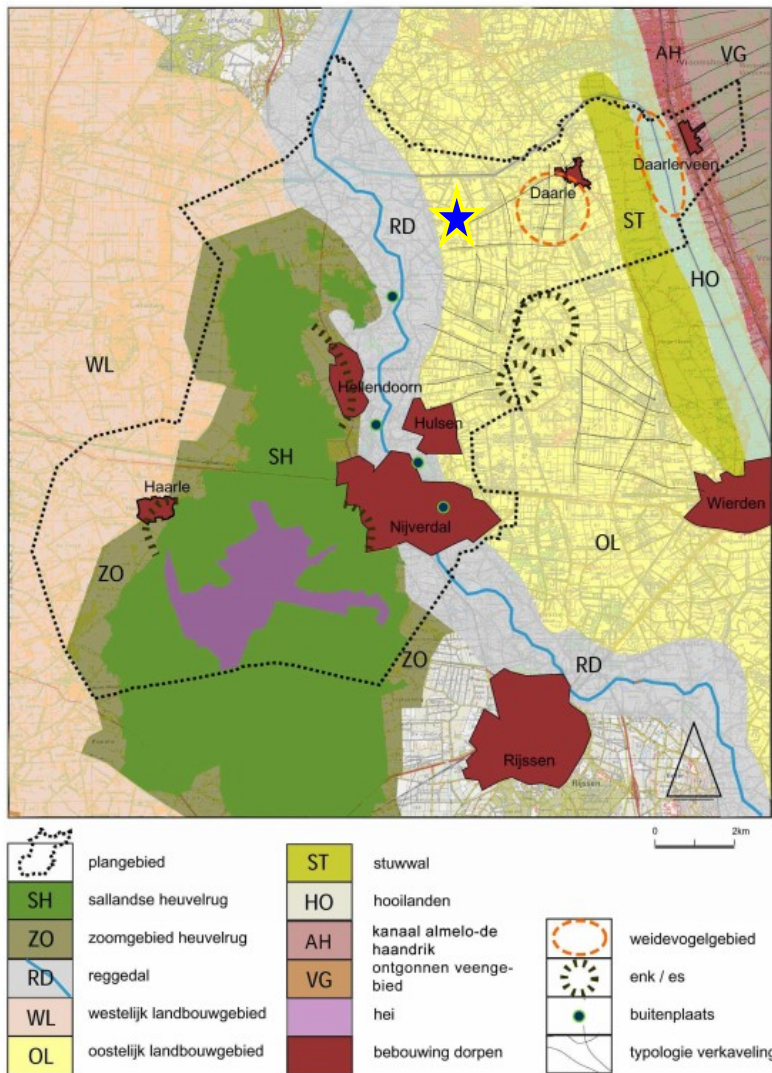 AH
VG
Daarlerveen
Daarle
ST
RD
HO
WL
Hellendoorn
Hulsen
SH
Haarle
Wierden
Nijverdal
OL
ZO
ZO
RD
Rijssen
Rijssen
0 2km
plangebied
SH sallandse heuvelrug
ZO zoomgebied heuvelrug
RD reggedal
WL westelijk landbouwgebied
OL oostelijk landbouwgebied
ST stuwwal
HO hooilanden
AH kanaal almelo-de
haandrik
VG ontgonnen veenge-
bied
hei
bebouwing dorpen
weidevogelgebied
enk / es
buitenplaats
typologie verkaveling